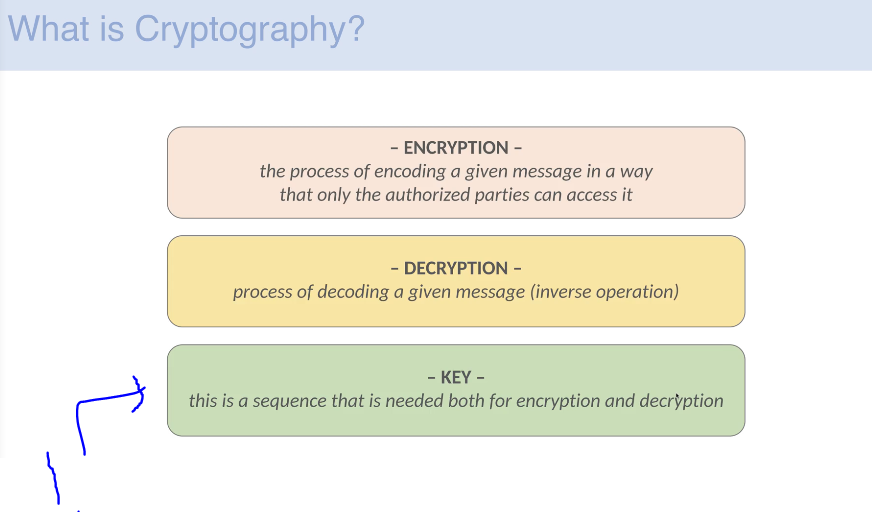 What is Cryptography?
– ENCRYPTION –
the process of encoding a given message in a way
that only the authorized parties can access it
– DECRYPTION –
process of decoding a given message (inverse operation)
– KEY –
this is a sequence that is needed both for encryption and decryption